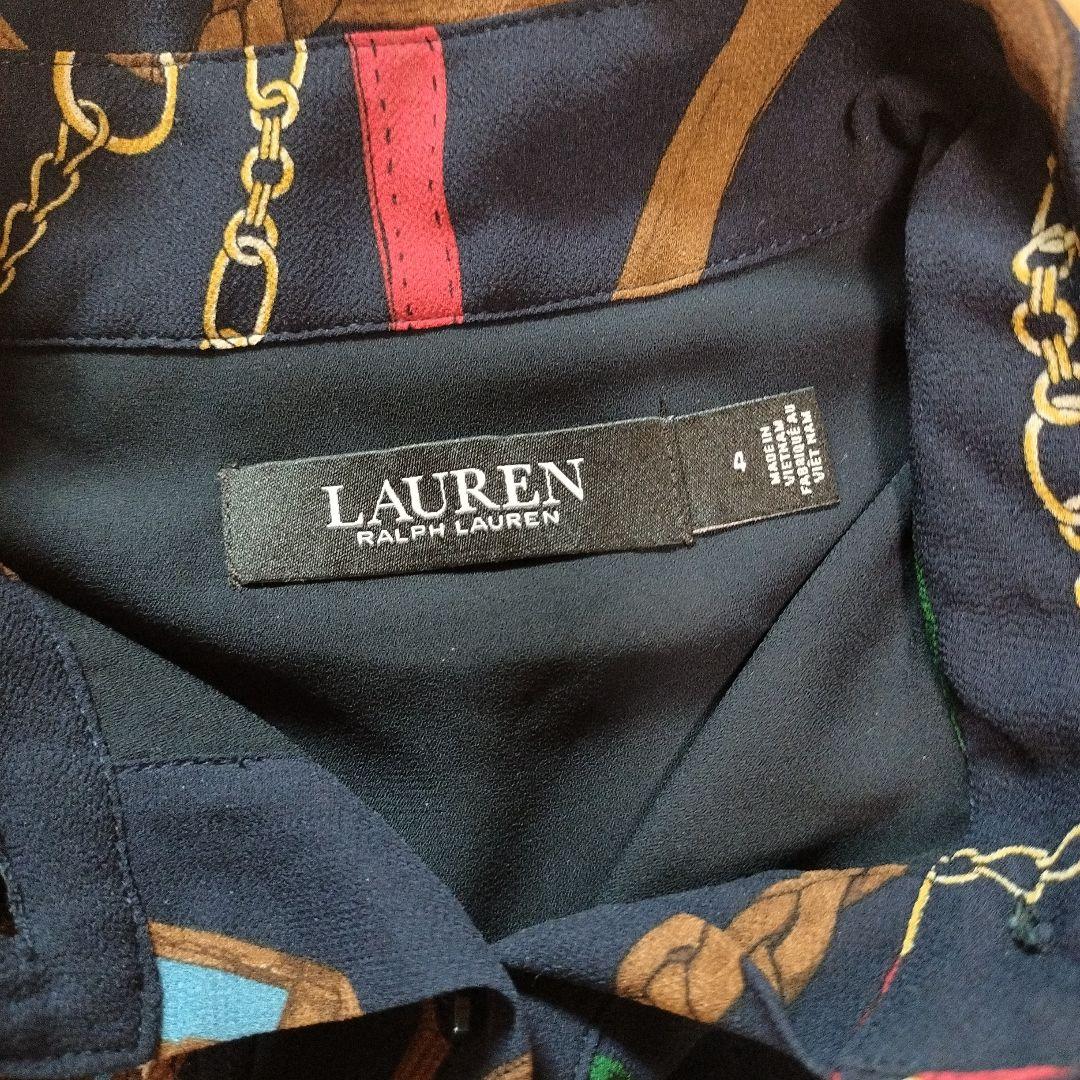 LAUREN
RALPH LAUREN
4
MADE IN
VIETNAM
FABRIQUÉ AU
VIET NAM